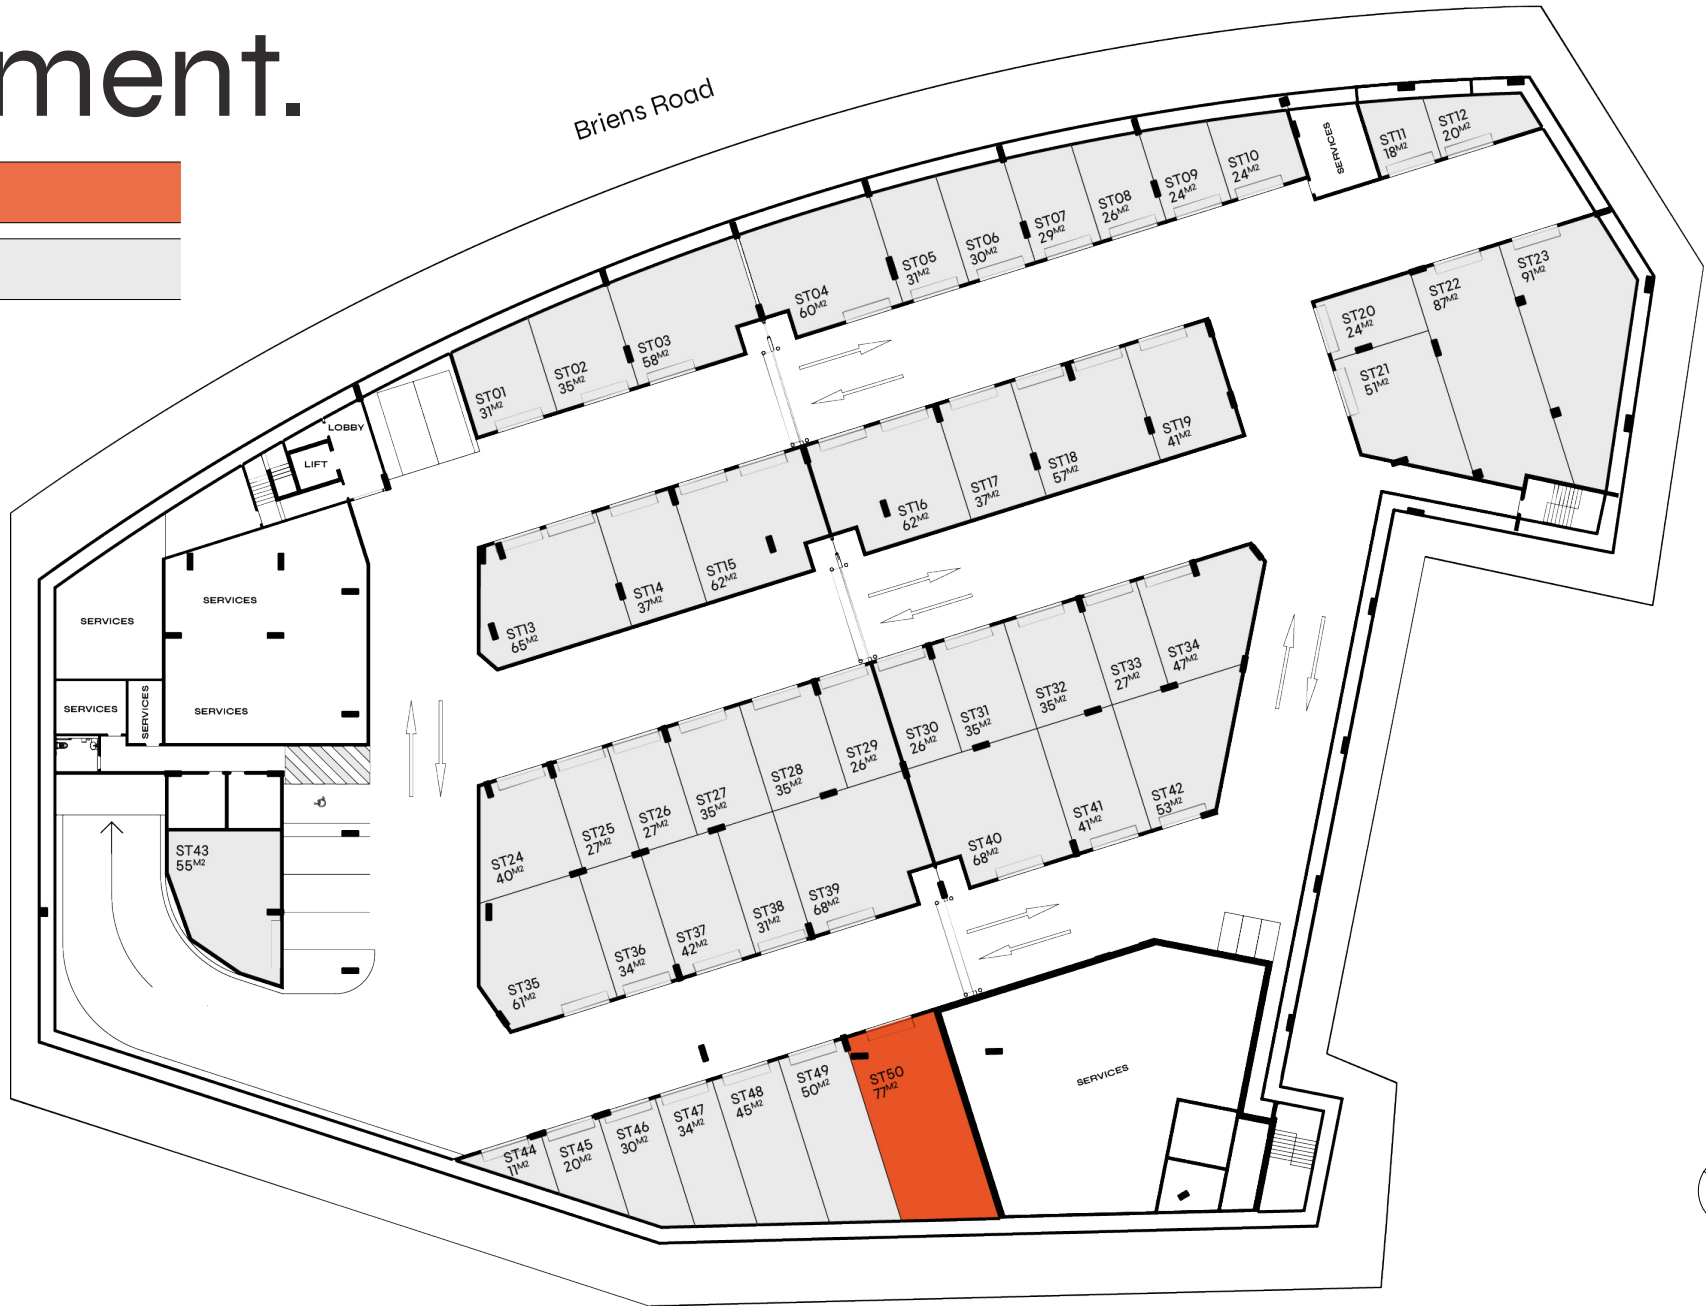 ment.
Briens Road
ST01
31M2
ST02
35M2
ST03
58M2
ST04
60M2
ST05
31M2
ST06
30M2
ST07
29M2
ST08
26M2
ST09
24M2
ST10
24M2
SERVICES
ST11
18M2
ST12
20M2
LOBBY
LIFT
ST13
65M2
ST14
37M2
ST15
62M2
ST16
62M2
ST17
37M2
ST18
57M2
ST19
41M2
ST20
24M2
ST21
51M2
ST22
87M2
ST23
91M2
SERVICES
SERVICES
SERVICES
SERVICES
SERVICES
ST24
40M2
ST25
27M2
ST26
27M2
ST27
35M2
ST28
35M2
ST29
26M2
ST30
26M2
ST31
35M2
ST32
35M2
ST33
27M2
ST34
47M2
ST35
61M2
ST36
34M2
ST37
42M2
ST38
31M2
ST39
68M2
ST40
68M2
ST41
41M2
ST42
53M2
ST43
55M2
ST44
11M2
ST45
20M2
ST46
30M2
ST47
34M2
ST48
45M2
ST49
50M2
ST50
77M2
SERVICES